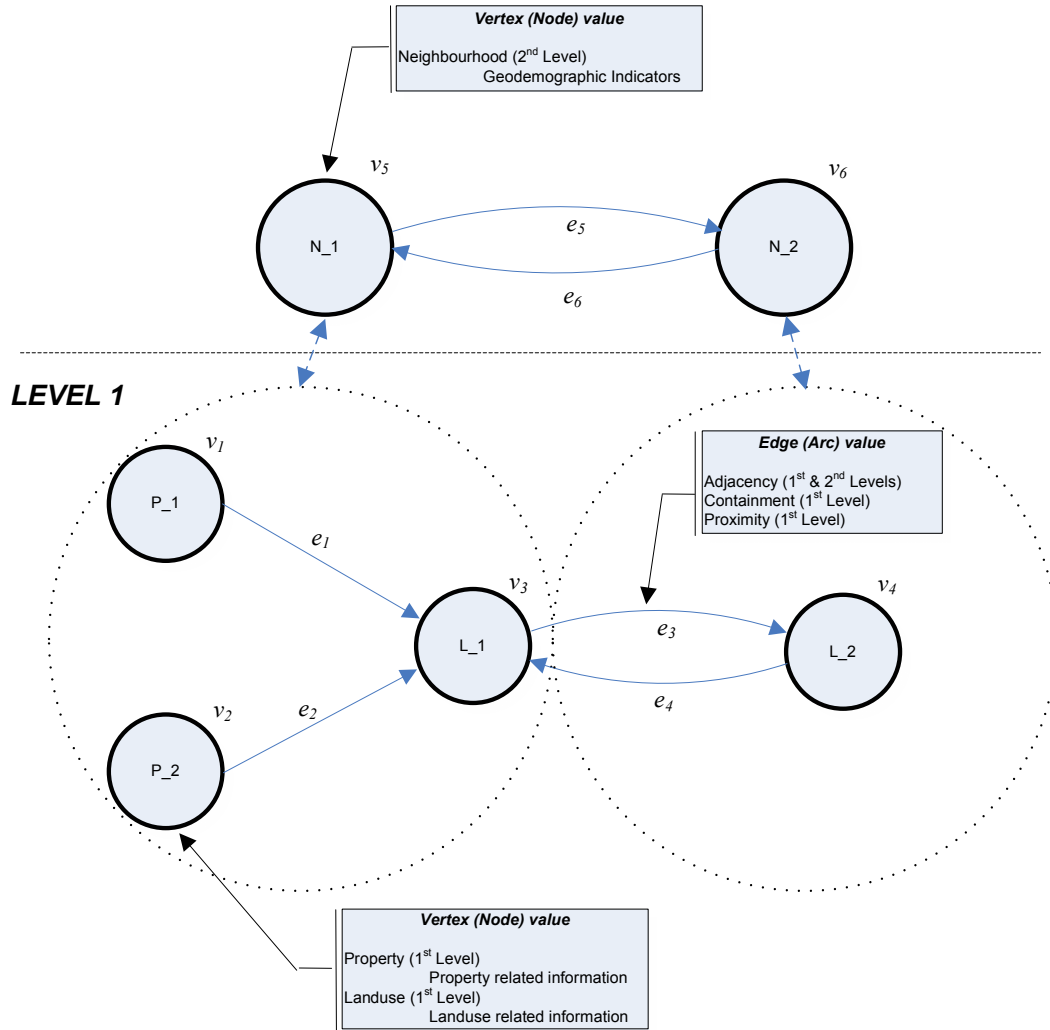 Vertex (Node) value
Neighbourhood (2nd Level)
Geodemographic Indicators
v5
v6
N_1
e5
N_2
e6
LEVEL 1
v1
P_1
e1
Edge (Arc) value
Adjacency (1st & 2nd Levels)
Containment (1st Level)
Proximity (1st Level)
v3
v4
L_1
e3
L_2
e4
v2
e2
P_2
Vertex (Node) value
Property (1st Level)
Property related information
Landuse (1st Level)
Landuse related information